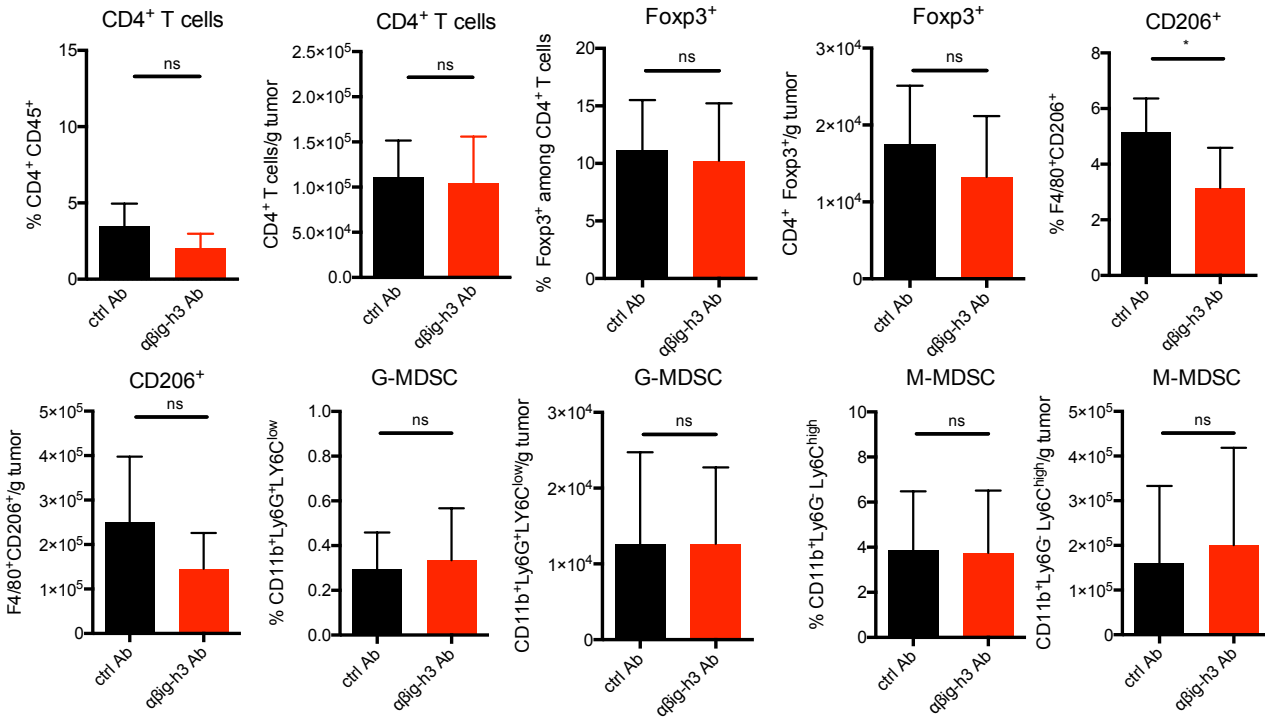 CD4⁺ T cells
% CD4⁺ CD45⁺
15
10
5
0
ns
ctrl Ab
αβig-h3 Ab
CD4⁺ T cells
CD4⁺ T cells/g tumor
2.5×10⁵
2.0×10⁵
1.5×10⁵
1.0×10⁵
5.0×10⁴
0.0
ns
ctrl Ab
αβig-h3 Ab
Foxp3⁺
% Foxp3⁺ among CD4⁺ T cells
20
15
10
5
0
ns
ctrl Ab
αβig-h3 Ab
Foxp3⁺
CD4⁺ Foxp3⁺/g tumor
3×10⁴
2×10⁴
1×10⁴
0
ns
ctrl Ab
αβig-h3 Ab
CD206⁺
% F4/80⁺CD206⁺
8
6
4
2
0
*
ctrl Ab
αβig-h3 Ab
CD206⁺
F4/80⁺CD206⁺/g tumor
5×10⁵
4×10⁵
3×10⁵
2×10⁵
1×10⁵
0
ns
ctrl Ab
αβig-h3 Ab
G-MDSC
% CD11b⁺Ly6G⁺LY6Cˡᵒʷ
1.0
0.8
0.6
0.4
0.2
0.0
ns
ctrl Ab
αβig-h3 Ab
G-MDSC
CD11b⁺Ly6G⁺LY6Cˡᵒʷ/g tumor
3×10⁴
2×10⁴
1×10⁴
0
ns
ctrl Ab
αβig-h3 Ab
M-MDSC
% CD11b⁺Ly6G⁻ Ly6Cʰⁱᵍʰ
10
8
6
4
2
0
ns
ctrl Ab
αβig-h3 Ab
M-MDSC
CD11b⁺Ly6G⁻ Ly6Cʰⁱᵍʰ/g tumor
5×10⁵
4×10⁵
3×10⁵
2×10⁵
1×10⁵
0
ns
ctrl Ab
αβig-h3 Ab